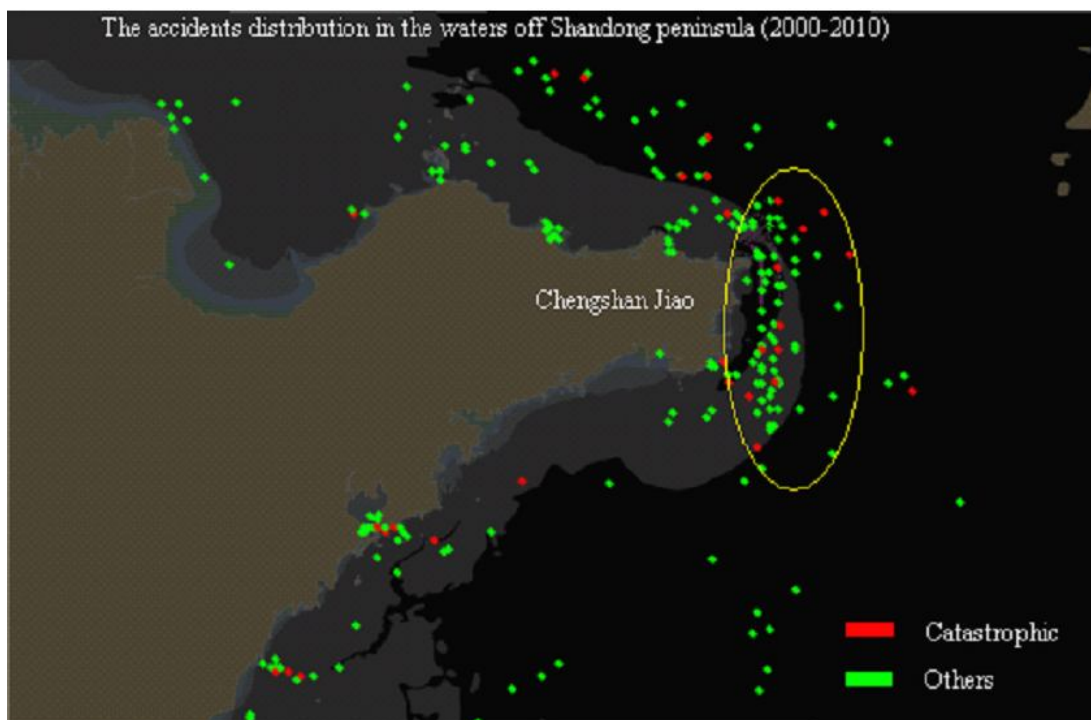 The accidents distribution in the waters off Shandong peninsula (2000-2010)
Chengshan Jiao
Catastrophic
Others